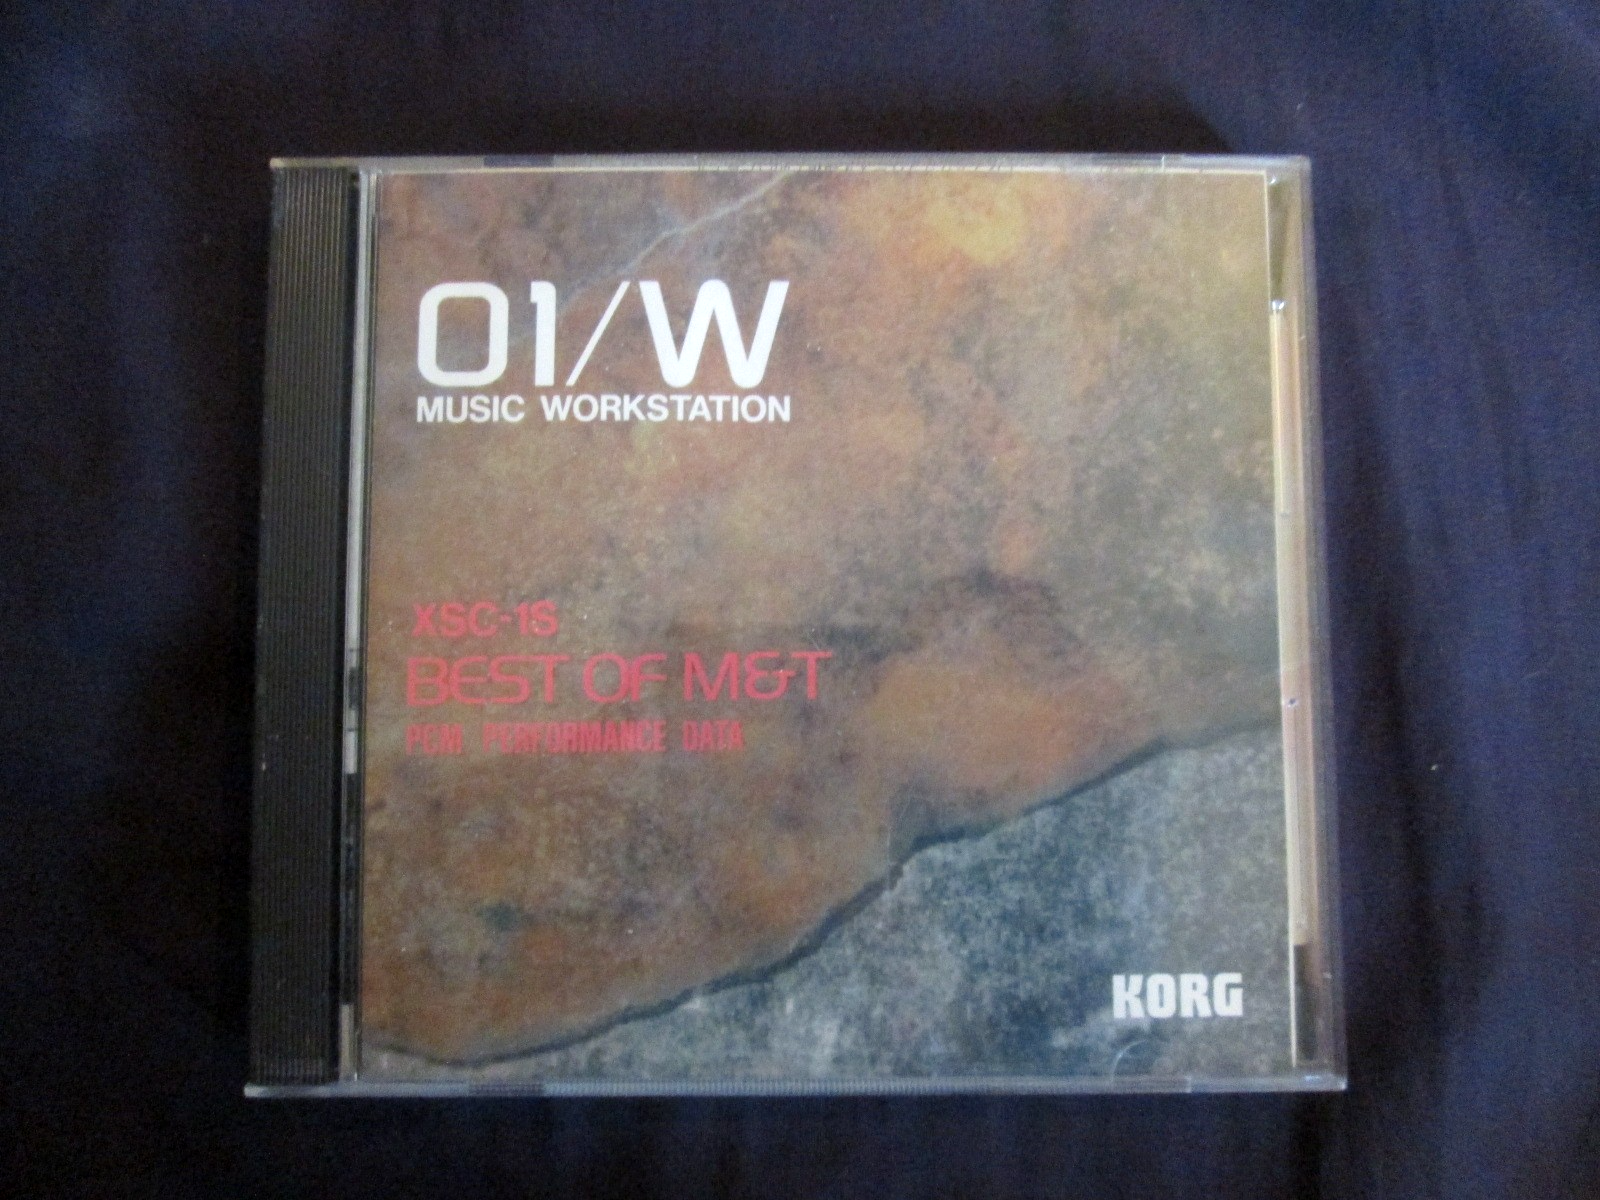 01/W
MUSIC WORKSTATION
XSC-1S
BEST OF M&T
PCM PERFORMANCE DATA
KORG